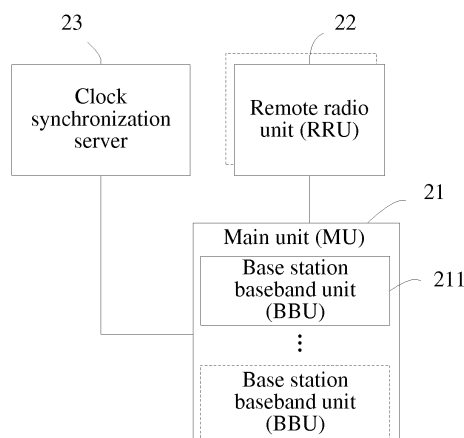 23
22
Clock
synchronization
server
Remote radio
unit (RRU)
21
Main unit (MU)
Base station
baseband unit
(BBU)
211
Base station
baseband unit
(BBU)